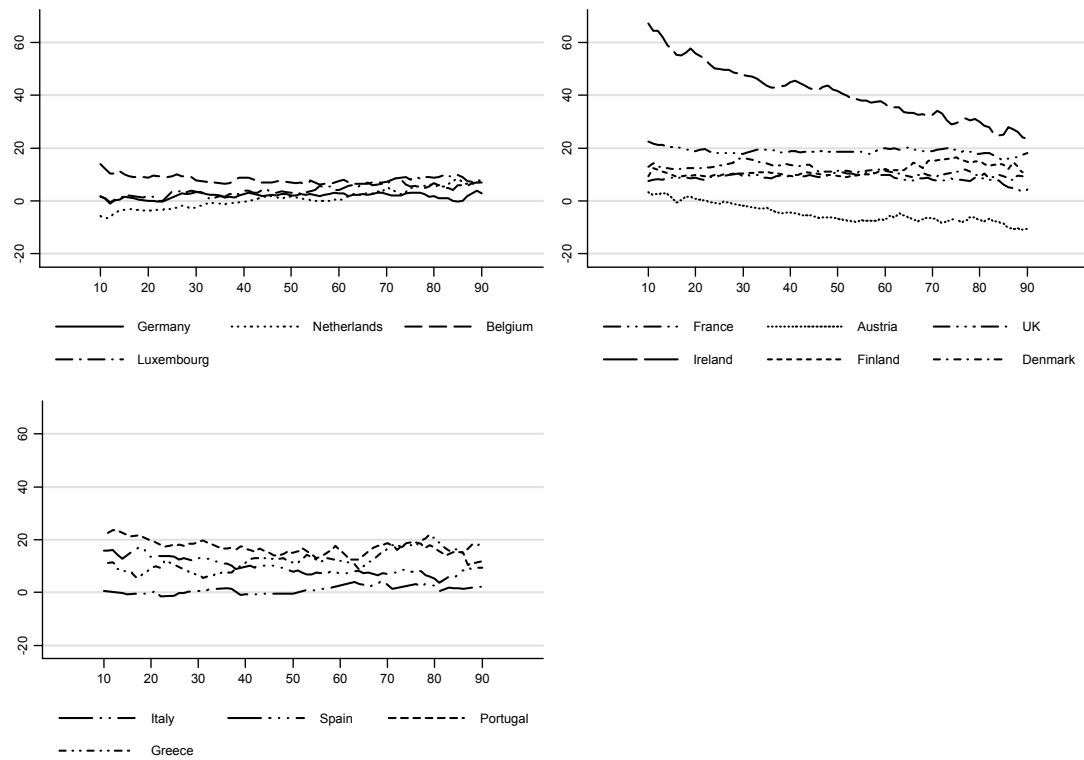 60
40
20
0
-20
10 20 30 40 50 60 70 80 90
Germany Netherlands Belgium
Luxembourg
60
40
20
0
-20
10 20 30 40 50 60 70 80 90
France Austria UK
Ireland Finland Denmark
60
40
20
0
-20
10 20 30 40 50 60 70 80 90
Italy Spain Portugal
Greece